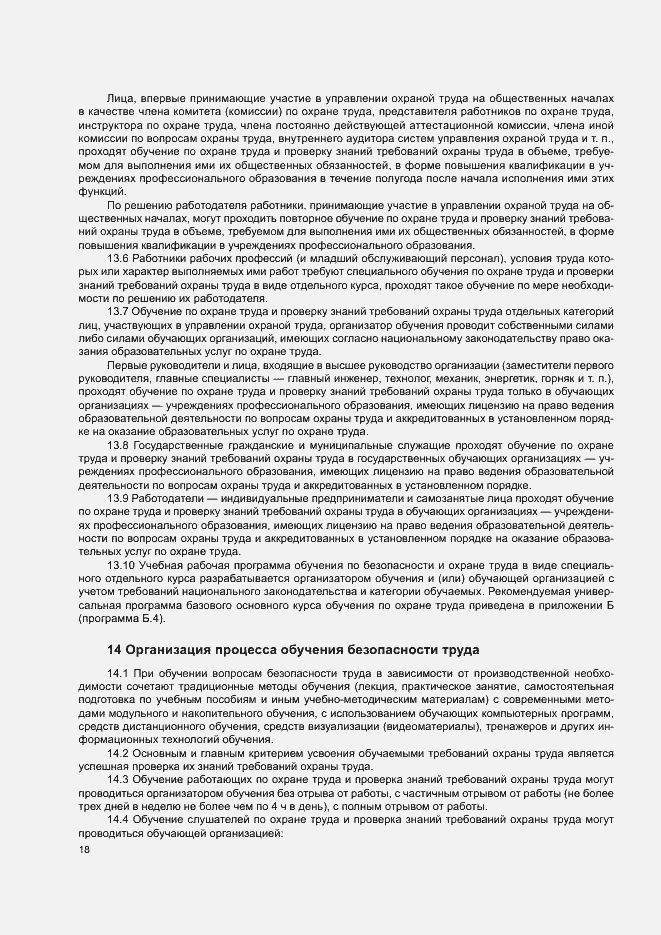 Лица, впервые принимающие участие в управлении охраной труда на общественных началах
в качестве члена комитета (комиссии) по охране труда, представителя работников по охране труда,
инструктора по охране труда, члена постоянно действующей аттестационной комиссии, члена иной
комиссии по вопросам охраны труда, внутреннего аудитора систем управления охраной труда и т. п.,
проходят обучение по охране труда и проверку знаний требований охраны труда в объеме, требуе-
мом для выполнения ими их общественных обязанностей, в форме повышения квалификации в уч-
реждениях профессионального образования в течение полугода после начала исполнения ими этих
функций.
По решению работодателя работники, принимающие участие в управлении охраной труда на об-
щественных началах, могут проходить повторное обучение по охране труда и проверку знаний требова-
ний охраны труда в объеме, требуемом для выполнения ими их общественных обязанностей, в форме
повышения квалификации в учреждениях профессионального образования.
13.6 Работники рабочих профессий (и младший обслуживающий персонал), условия труда кото-
рых или характер выполняемых ими работ требуют специального обучения по охране труда и проверки
знаний требований охраны труда в виде отдельного курса, проходят такое обучение по мере необходи-
мости по решению их работодателя.
13.7 Обучение по охране труда и проверку знаний требований охраны труда отдельных категорий
лиц, участвующих в управлении охраной труда, организатор обучения проводит собственными силами
либо силами обучающих организаций, имеющих согласно национальному законодательству право ока-
зания образовательных услуг по охране труда.
Первые руководители и лица, входящие в высшее руководство организации (заместители первого
руководителя, главные специалисты — главный инженер, технолог, механик, энергетик, горняк и т. п.),
проходят обучение по охране труда и проверку знаний требований охраны труда только в обучающих
организациях — учреждениях профессионального образования, имеющих лицензию на право ведения
образовательной деятельности по вопросам охраны труда и аккредитованных в установленном поряд-
ке на оказание образовательных услуг по охране труда.
13.8 Государственные гражданские и муниципальные служащие проходят обучение по охране
труда и проверку знаний требований охраны труда в государственных обучающих организациях — уч-
реждениях профессионального образования, имеющих лицензию на право ведения образовательной
деятельности по вопросам охраны труда и аккредитованных в установленном порядке.
13.9 Работодатели — индивидуальные предприниматели и самозанятые лица проходят обучение
по охране труда и проверку знаний требований охраны труда в обучающих организациях — учреждени-
ях профессионального образования, имеющих лицензию на право ведения образовательной деятель-
ности по вопросам охраны труда и аккредитованных в установленном порядке на оказание образова-
тельных услуг по охране труда.
13.10 Учебная рабочая программа обучения по безопасности и охране труда в виде специаль-
ного отдельного курса разрабатывается организатором обучения и (или) обучающей организацией с
учетом требований национального законодательства и категории обучаемых. Рекомендуемая универ-
сальная программа базового основного курса обучения по охране труда приведена в приложении Б
(программа Б.4).
14 Организация процесса обучения безопасности труда
14.1 При обучении вопросам безопасности труда в зависимости от производственной необхо-
димости сочетают традиционные методы обучения (лекция, практическое занятие, самостоятельная
подготовка по учебным пособиям и иным учебно-методическим материалам) с современными мето-
дами модульного и накопительного обучения, с использованием обучающих компьютерных программ,
средств дистанционного обучения, средств визуализации (видеоматериалы), тренажеров и других ин-
формационных технологий обучения.
14.2 Основным и главным критерием усвоения обучаемыми требований охраны труда является
успешная проверка их знаний требований охраны труда.
14.3 Обучение работающих по охране труда и проверка знаний требований охраны труда могут
проводиться организатором обучения без отрыва от работы, с частичным отрывом от работы (не более
трех дней в неделю не более чем по 4 ч в день), с полным отрывом от работы.
14.4 Обучение слушателей по охране труда и проверка знаний требований охраны труда могут
проводиться обучающей организацией:
18